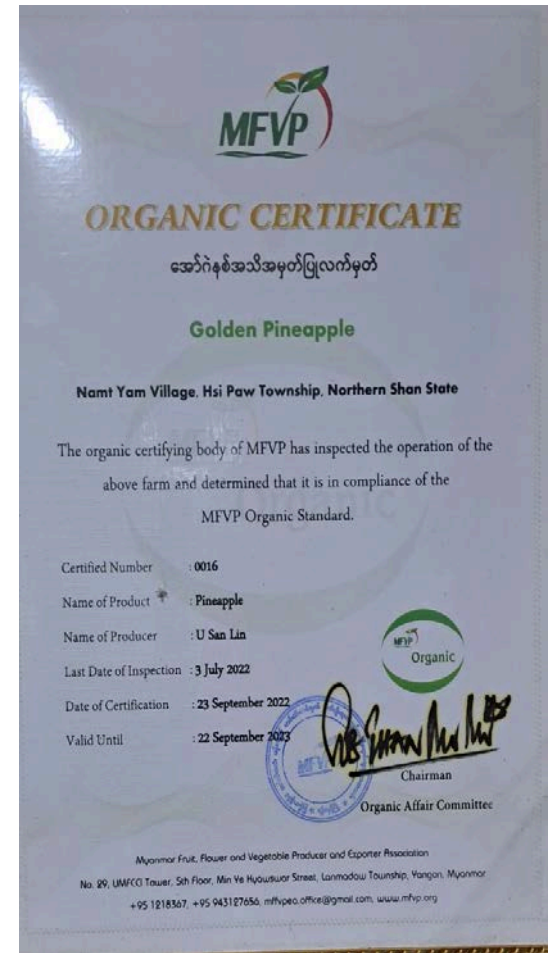 MFVP
ORGANIC CERTIFICATE
အော်ဂဲနစ်အသိအမှတ်ပြုလက်မှတ်
Golden Pineapple
Namt Yam Village, Hsi Paw Township, Northern Shan State
The organic certifying body of MFVP has inspected the operation of the
above farm and determined that it is in compliance of the
MFVP Organic Standard.
Certified Number : 0016
Name of Product : Pineapple
Name of Producer : U San Lin
Last Date of Inspection : 3 July 2022
Date of Certification : 23 September 2022
Valid Until : 22 September 2023
MFVP
Organic
MFVP
Chairman
Organic Affair Committee
Myanmar Fruit, Flower and Vegetable Producer and Exporter Association
No. 29, UMFCCI Tower, 5th Floor, Min Ye Kyawswar Street, Lanmadaw Township, Yangon, Myanmar
+95 1218367, +95 943127656, www.mfvp.org